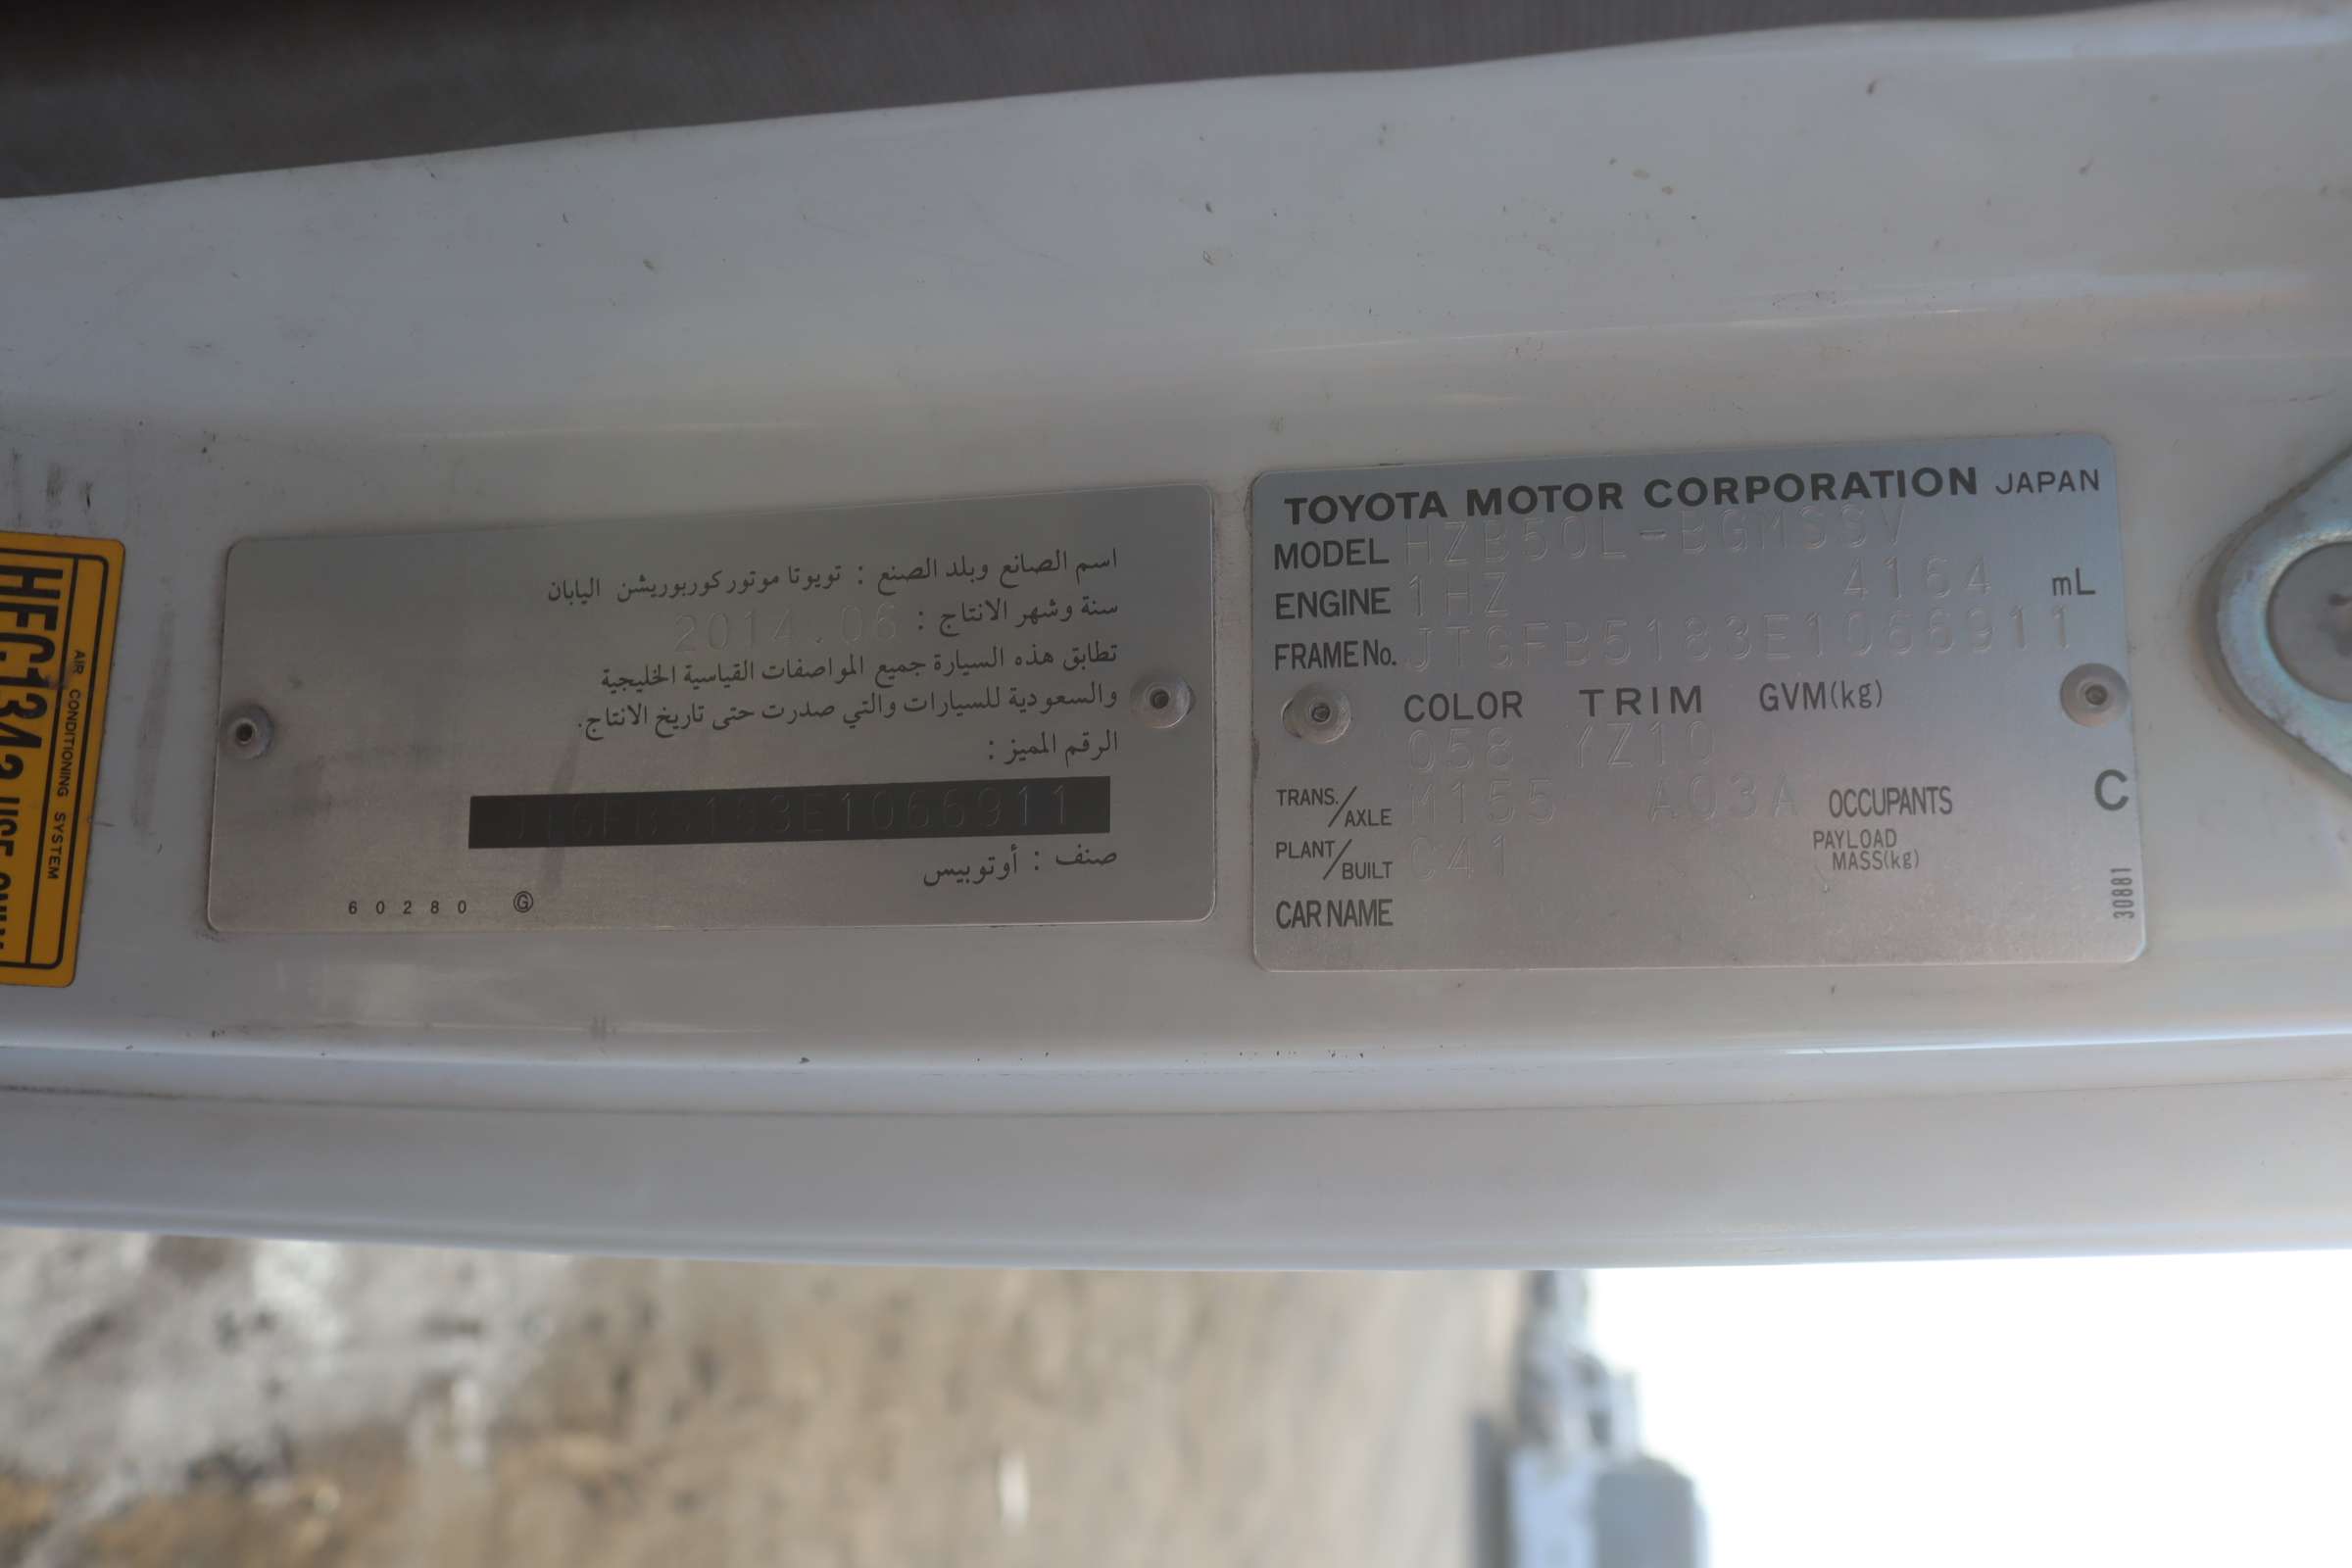 HFC134a USE ONLY
AIR CONDITIONING SYSTEM
اسم الصانع وبلد الصنع : تويوتا موتور كوربوريشن اليابان
سنة وشهر الانتاج : 2014.06
تطابق هذه السيارة جميع المواصفات القياسية الخليجية
والسعودية للسيارات والتي صدرت حتى تاريخ الانتاج.
الرقم المميز :
JTGFB5183E1066911
صنف : أوتوبيس
60280 G
TOYOTA MOTOR CORPORATION JAPAN
MODEL HZB50L-BGMSSV
ENGINE 1HZ 4164 mL
FRAME No. JTGFB5183E1066911
COLOR TRIM GVM(kg)
058 YZ10
TRANS./AXLE M155 A03A OCCUPANTS C
PLANT/BUILT C41 PAYLOAD MASS(kg)
CAR NAME
30881